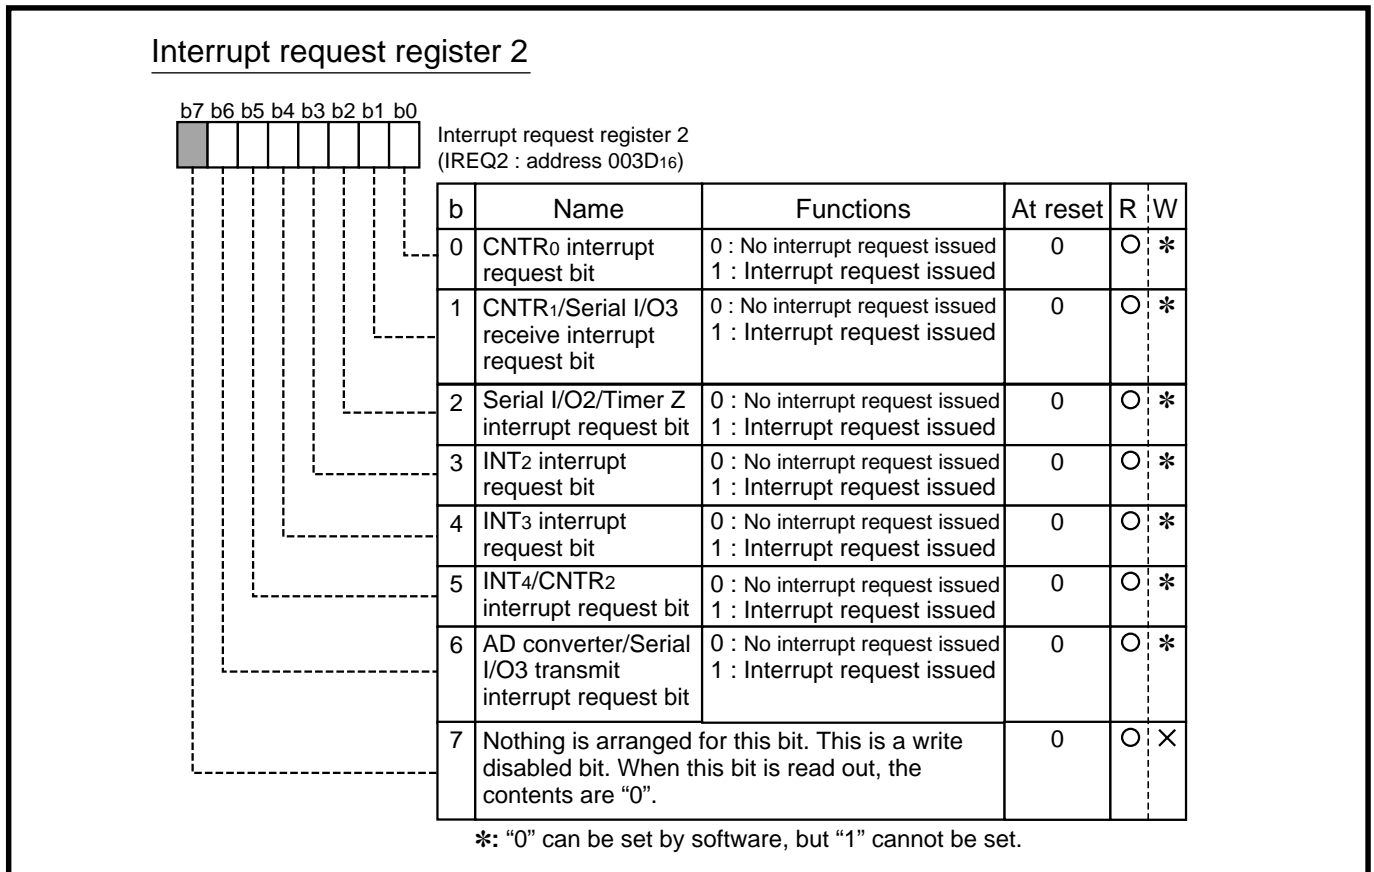 Interrupt request register 2
b7 b6 b5 b4 b3 b2 b1 b0
Interrupt request register 2
(IREQ2 : address 003D16)
b Name Functions At reset R W
0 CNTR0 interrupt request bit 0 : No interrupt request issued 1 : Interrupt request issued 0 O ✻
1 CNTR1/Serial I/O3 receive interrupt request bit 0 : No interrupt request issued 1 : Interrupt request issued 0 O ✻
2 Serial I/O2/Timer Z interrupt request bit 0 : No interrupt request issued 1 : Interrupt request issued 0 O ✻
3 INT2 interrupt request bit 0 : No interrupt request issued 1 : Interrupt request issued 0 O ✻
4 INT3 interrupt request bit 0 : No interrupt request issued 1 : Interrupt request issued 0 O ✻
5 INT4/CNTR2 interrupt request bit 0 : No interrupt request issued 1 : Interrupt request issued 0 O ✻
6 AD converter/Serial I/O3 transmit interrupt request bit 0 : No interrupt request issued 1 : Interrupt request issued 0 O ✻
7 Nothing is arranged for this bit. This is a write disabled bit. When this bit is read out, the contents are “0”. 0 O ×
✻: “0” can be set by software, but “1” cannot be set.